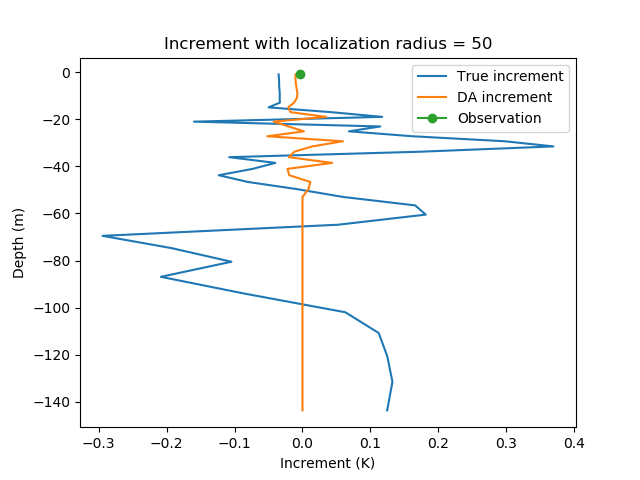 Increment with localization radius = 50
True increment
DA increment
Observation
Depth (m)
0
−20
−40
−60
−80
−100
−120
−140
−0.3
−0.2
−0.1
0.0
0.1
0.2
0.3
0.4
Increment (K)